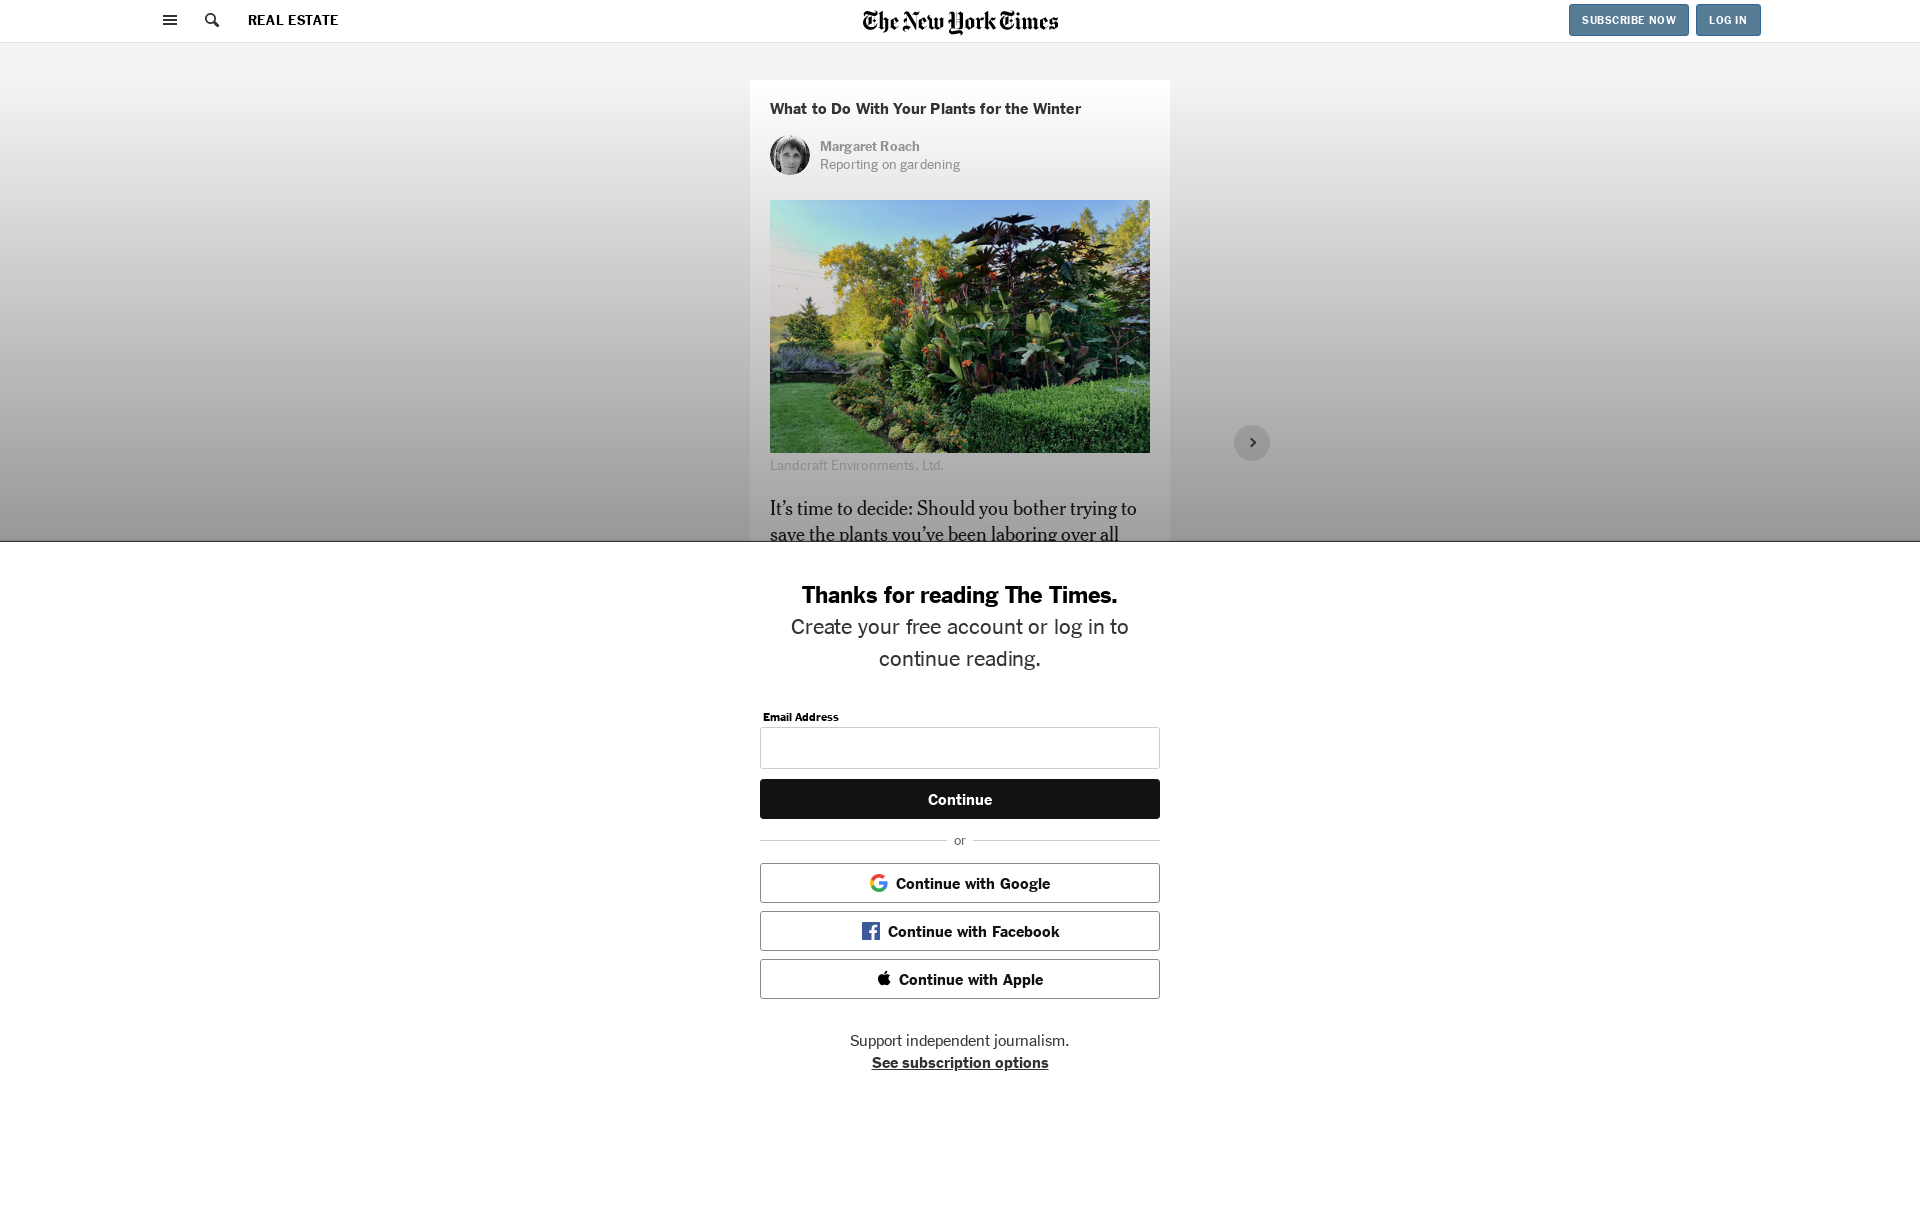 REAL ESTATE
The New York Times
SUBSCRIBE NOW
LOG IN
What to Do With Your Plants for the Winter
Margaret Roach
Reporting on gardening
Landcraft Environments, Ltd.
It’s time to decide: Should you bother trying to
save the plants you’ve been laboring over all
Thanks for reading The Times.
Create your free account or log in to
continue reading.
Email Address
Continue
or
Continue with Google
Continue with Facebook
Continue with Apple
Support independent journalism.
See subscription options